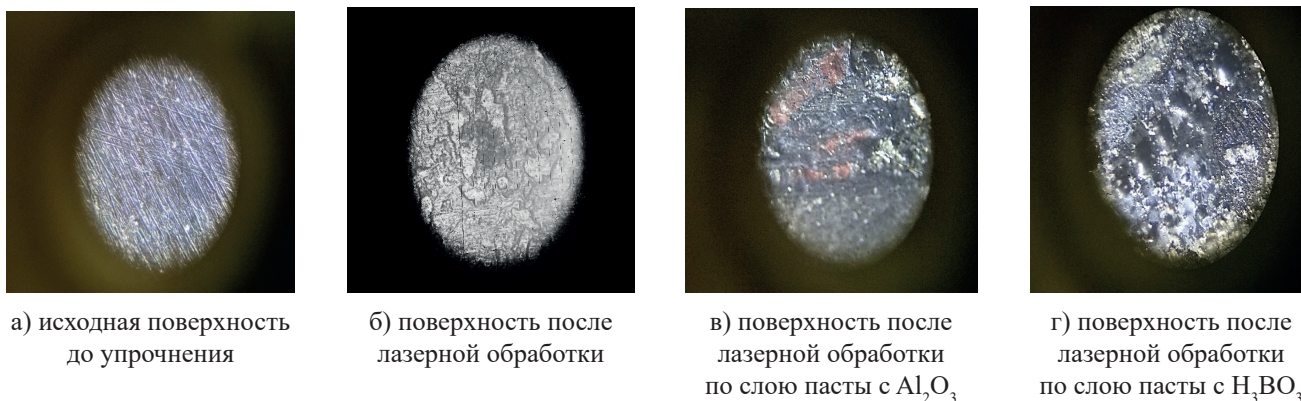 а) исходная поверхность
до упрочнения
б) поверхность после
лазерной обработки
в) поверхность после
лазерной обработки
по слою пасты с Al₂O₃
г) поверхность после
лазерной обработки
по слою пасты с H₃BO₃